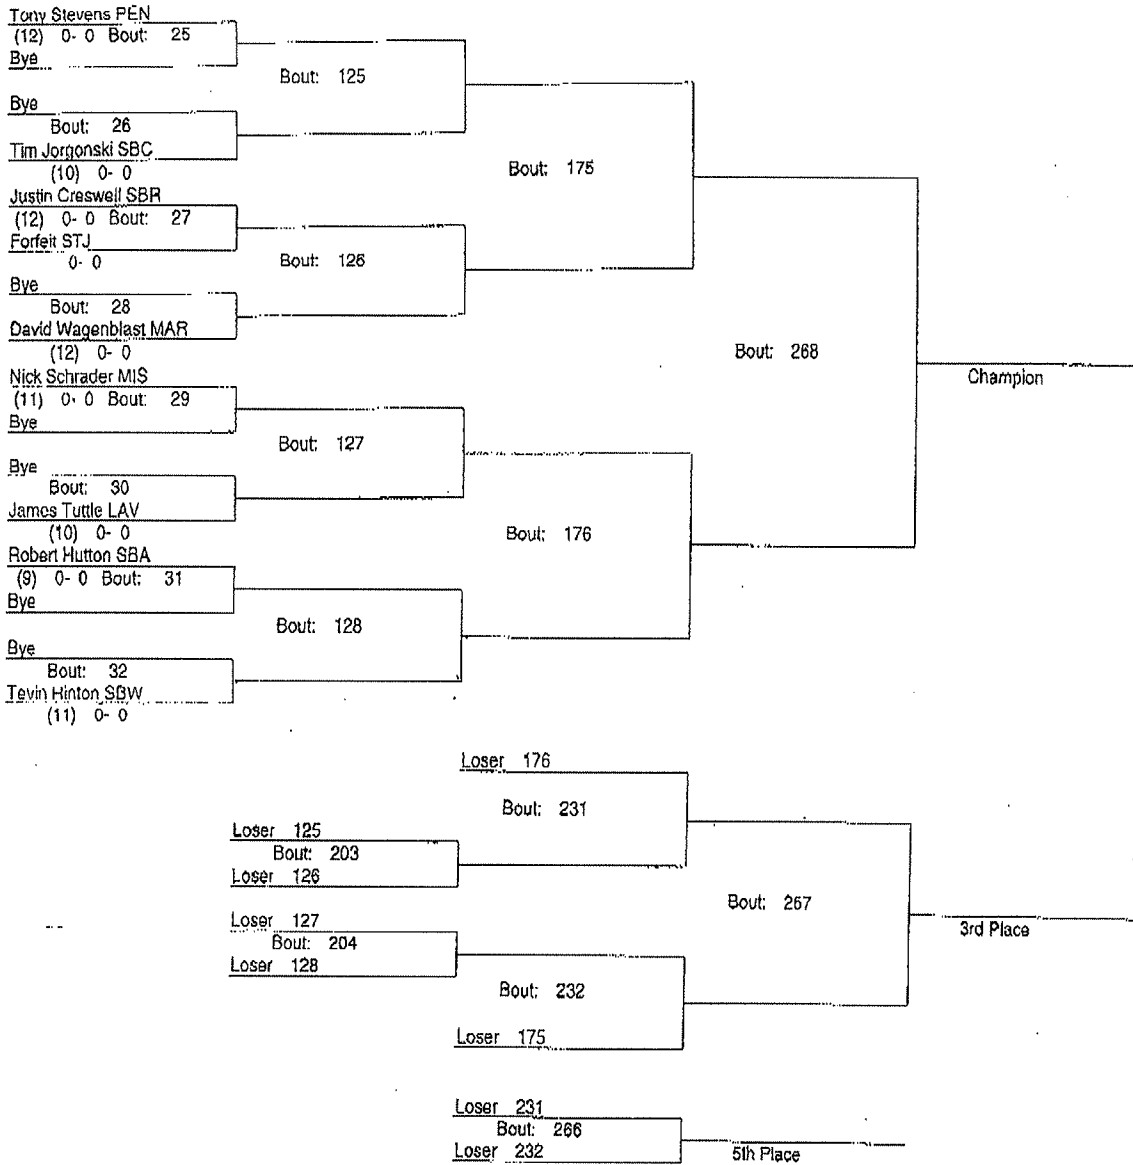 Tony Stevens PEN
(12) 0- 0 Bout: 25
Bye
Bout: 125
Bye
Bout: 26
Tim Jorgonski SBC
(10) 0- 0
Bout: 175
Justin Creswell SBR
(12) 0- 0 Bout: 27
Forfeit STJ
0- 0
Bout: 126
Bye
Bout: 28
David Wagenblast MAR
(12) 0- 0
Bout: 268
Champion
Nick Schrader MIS
(11) 0- 0 Bout: 29
Bye
Bout: 127
Bye
Bout: 30
James Tuttle LAV
(10) 0- 0
Bout: 176
Robert Hutton SBA
(9) 0- 0 Bout: 31
Bye
Bout: 128
Bye
Bout: 32
Tevin Hinton SBW
(11) 0- 0
Loser 176
Bout: 231
Loser 125
Bout: 203
Loser 126
Bout: 267
3rd Place
Loser 127
Bout: 204
Loser 128
Bout: 232
Loser 175
Loser 231
Bout: 266
Loser 232
5th Place